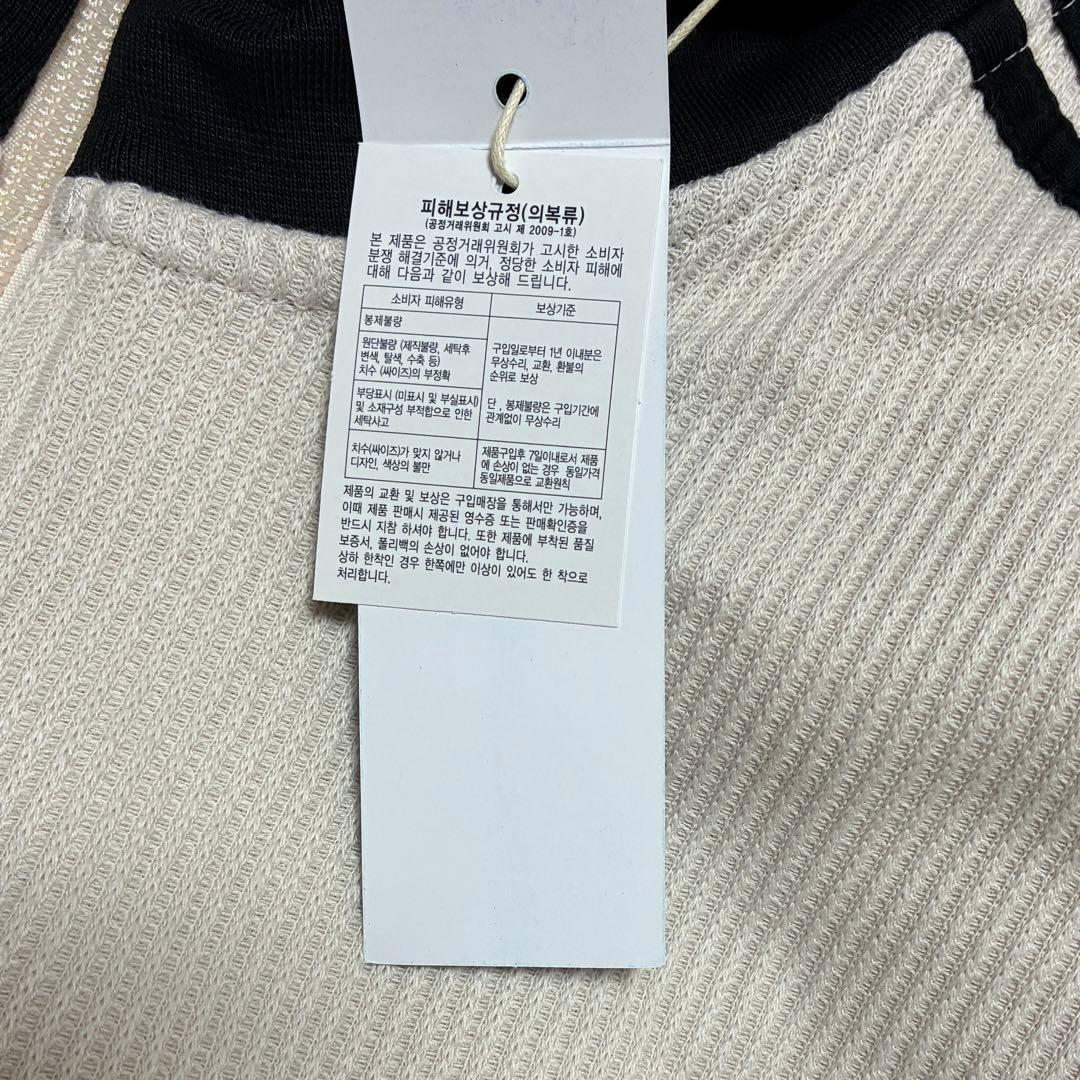 피해보상규정(의복류)
(공정거래위원회 고시 제 2009-1호)
본 제품은 공정거래위원회가 고시한 소비자
분쟁 해결기준에 의거, 정당한 소비자 피해에
대해 다음과 같이 보상해 드립니다.
소비자 피해유형
보상기준
봉제불량
원단불량 (제직불량, 세탁후
변색, 탈색, 수축 등)
치수 (싸이즈)의 부정확
부당표시 (미표시 및 부실표시)
및 소재구성 부적합으로 인한
세탁사고
구입일로부터 1년 이내분은
무상수리, 교환, 환불의
순위로 보상
단, 봉제불량은 구입기간에
관계없이 무상수리
치수(싸이즈)가 맞지 않거나
디자인, 색상의 불만
제품구입후 7일이내로서 제품
에 손상이 없는 경우 동일가격
동일제품으로 교환원칙
제품의 교환 및 보상은 구입매장을 통해서만 가능하며,
이때 제품 판매시 제공된 영수증 또는 판매확인증을
반드시 지참 하셔야 합니다. 또한 제품에 부착된 품질
보증서, 폴리백의 손상이 없어야 합니다.
상하 한착인 경우 한쪽에만 이상이 있어도 한 착으로
처리합니다.